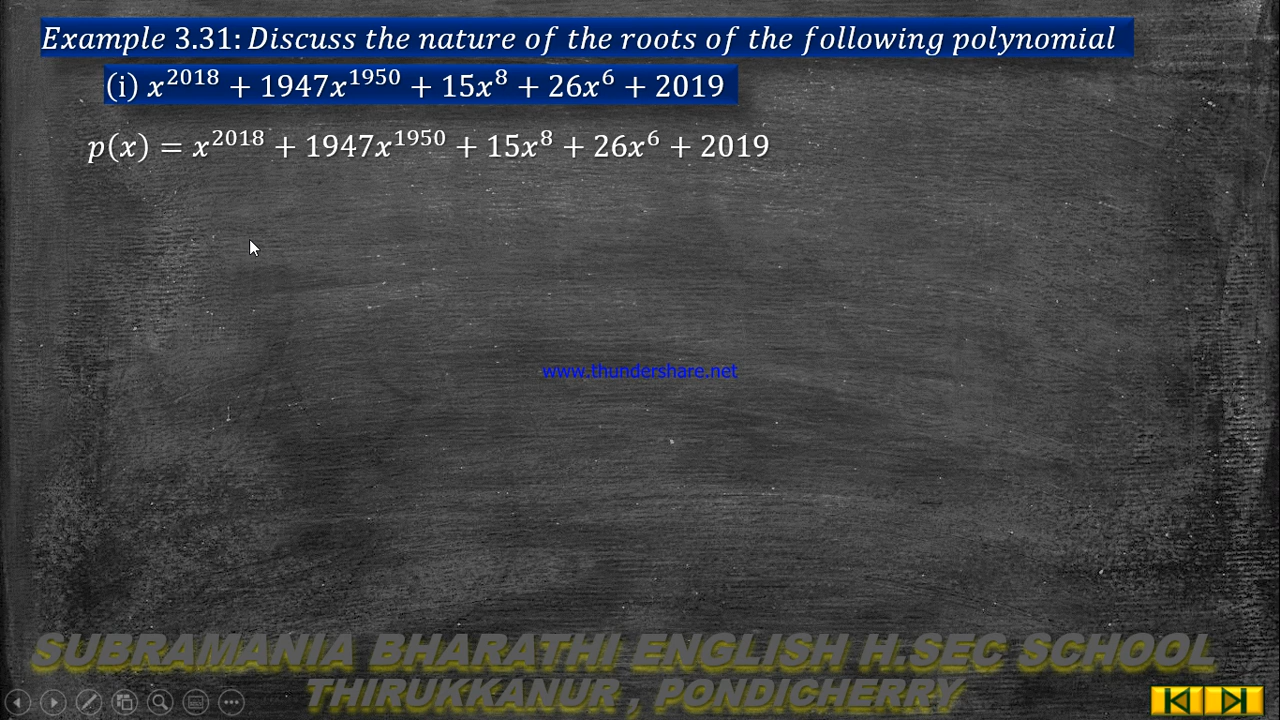 Example 3.31: Discuss the nature of the roots of the following polynomial
(i) x^2018 + 1947x^1950 + 15x^8 + 26x^6 + 2019
p(x) = x^2018 + 1947x^1950 + 15x^8 + 26x^6 + 2019
www.thundershare.net
SUBRAMANIA BHARATHI ENGLISH H.SEC SCHOOL
THIRUKKANUR , PONDICHERRY